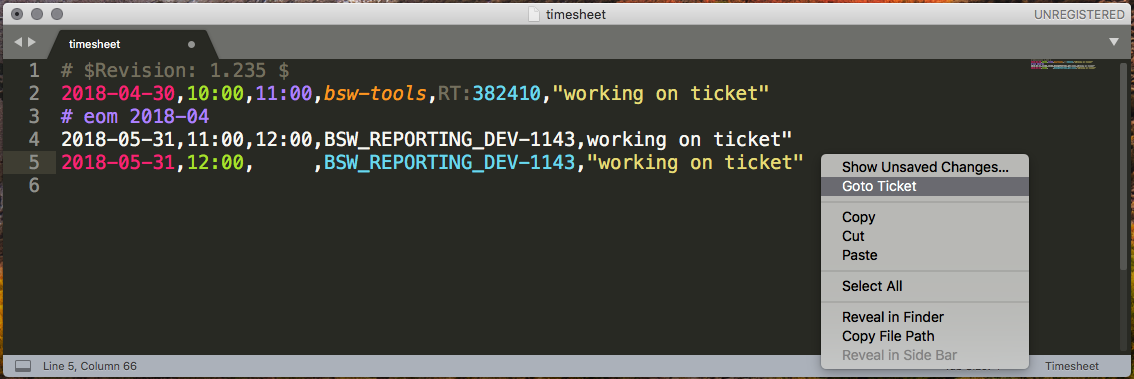 timesheet
UNREGISTERED
timesheet
1 # $Revision: 1.235 $
2 2018-04-30,10:00,11:00,bsw-tools,RT:382410,"working on ticket"
3 # eom 2018-04
4 2018-05-31,11:00,12:00,BSW_REPORTING_DEV-1143,working on ticket"
5 2018-05-31,12:00,     ,BSW_REPORTING_DEV-1143,"working on ticket"
6
Show Unsaved Changes...
Goto Ticket
Copy
Cut
Paste
Select All
Reveal in Finder
Copy File Path
Reveal in Side Bar
Line 5, Column 66
Timesheet